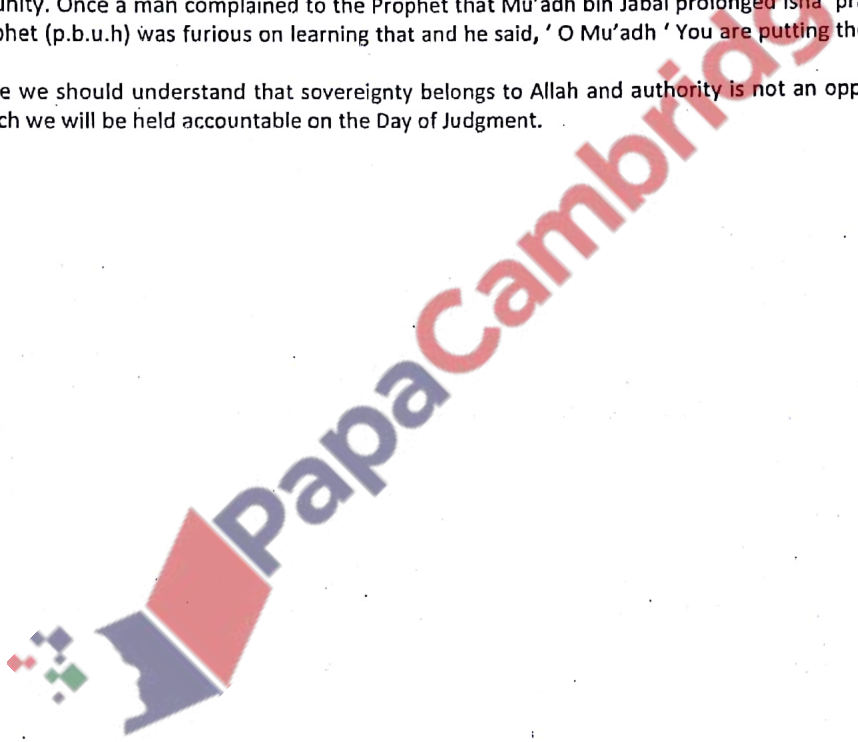 unity. Once a man complained to the Prophet that Mu'adh bin Jabal prolonged Isha' pr
phet (p.b.u.h) was furious on learning that and he said, ' O Mu'adh ' You are putting th
e we should understand that sovereignty belongs to Allah and authority is not an opp
ch we will be held accountable on the Day of Judgment.
PapaCambridg